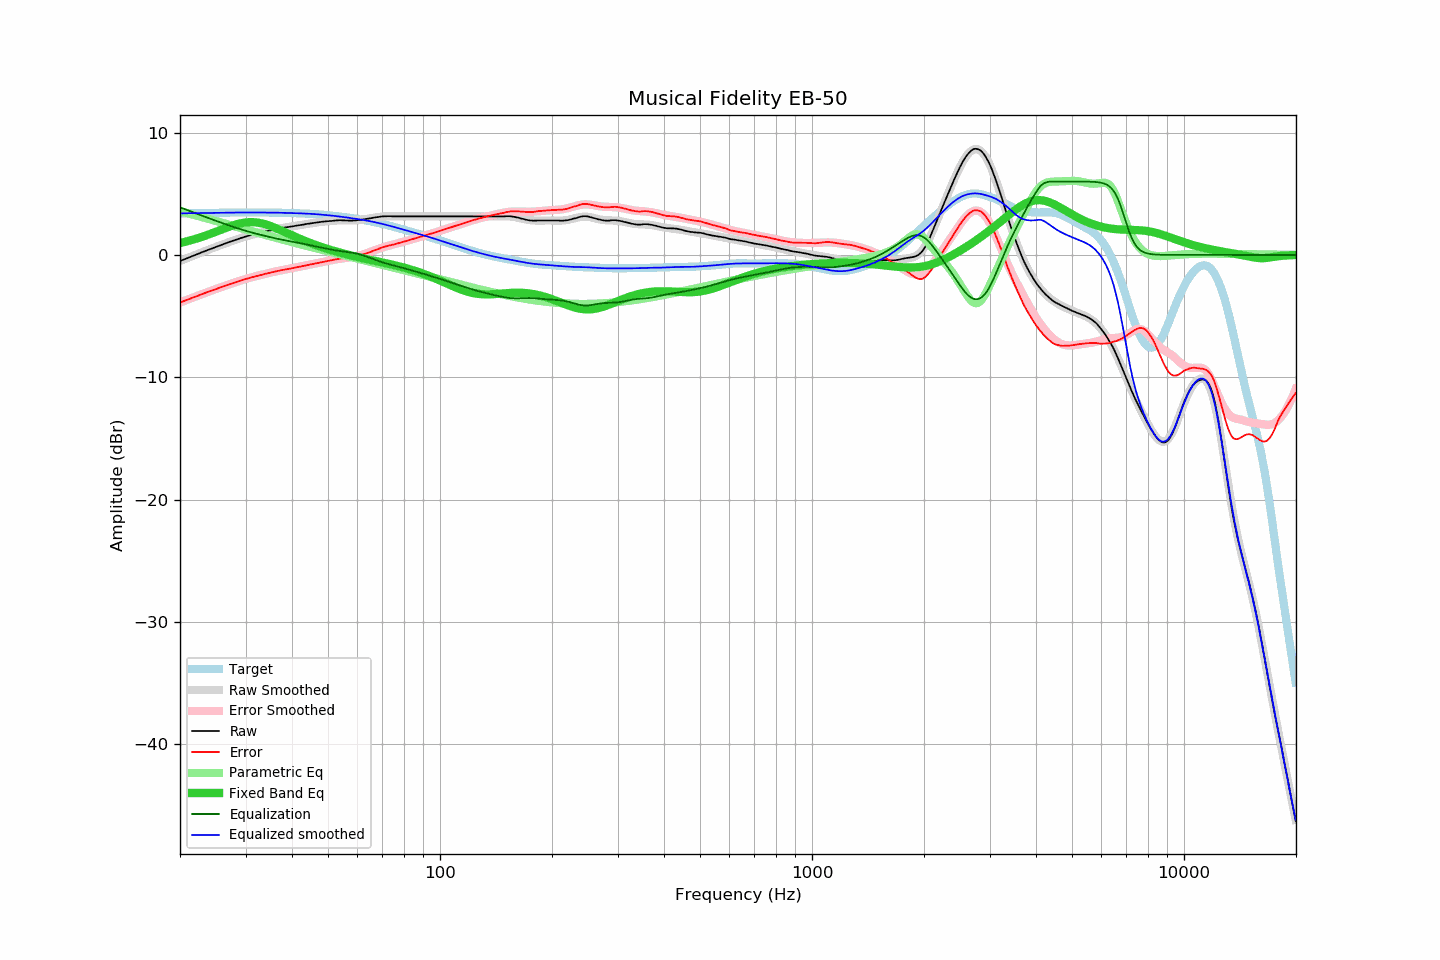 Musical Fidelity EB-50
10
0
−10
−20
−30
−40
Amplitude (dBr)
Target
Raw Smoothed
Error Smoothed
Raw
Error
Parametric Eq
Fixed Band Eq
Equalization
Equalized smoothed
100
1000
10000
Frequency (Hz)